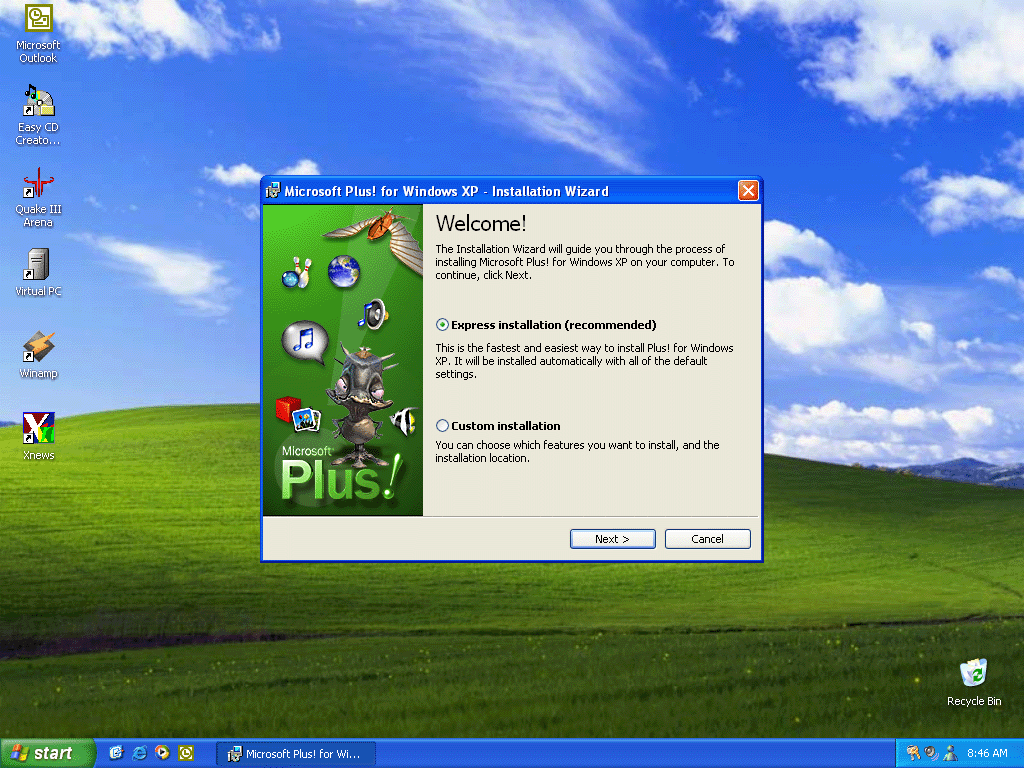 Microsoft
Outlook
Easy CD
Creato...
Quake III
Arena
Virtual PC
Winamp
Xnews
Microsoft Plus! for Windows XP - Installation Wizard
Welcome!
The Installation Wizard will guide you through the process of
installing Microsoft Plus! for Windows XP on your computer. To
continue, click Next.
Express installation (recommended)
This is the fastest and easiest way to install Plus! for Windows
XP. It will be installed automatically with all of the default
settings.
Custom installation
You can choose which features you want to install, and the
installation location.
Microsoft
Plus!
Next >
Cancel
Recycle Bin
start
Microsoft Plus! for Wi...
8:46 AM